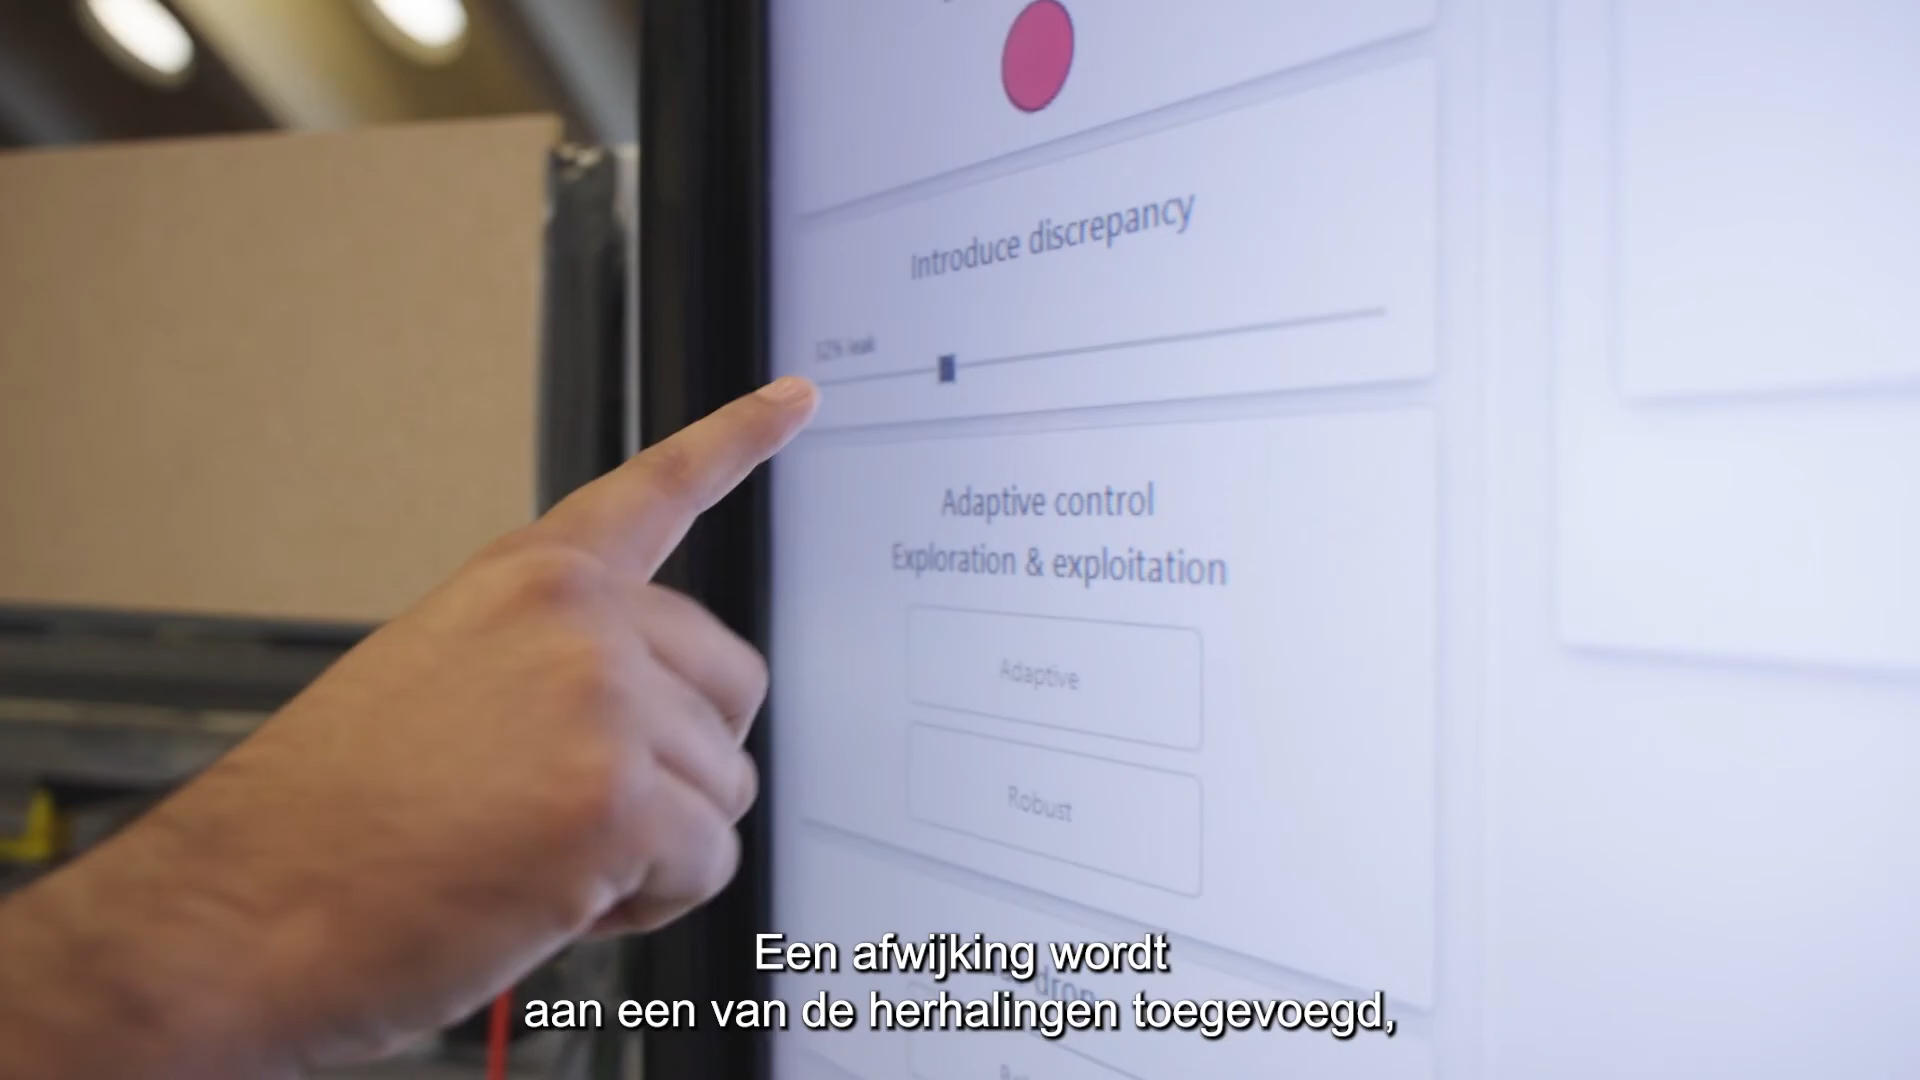 Introduce discrepancy
Adaptive control
Exploration & exploitation
Adaptive
Robust
Een afwijking wordt
aan een van de herhalingen toegevoegd,